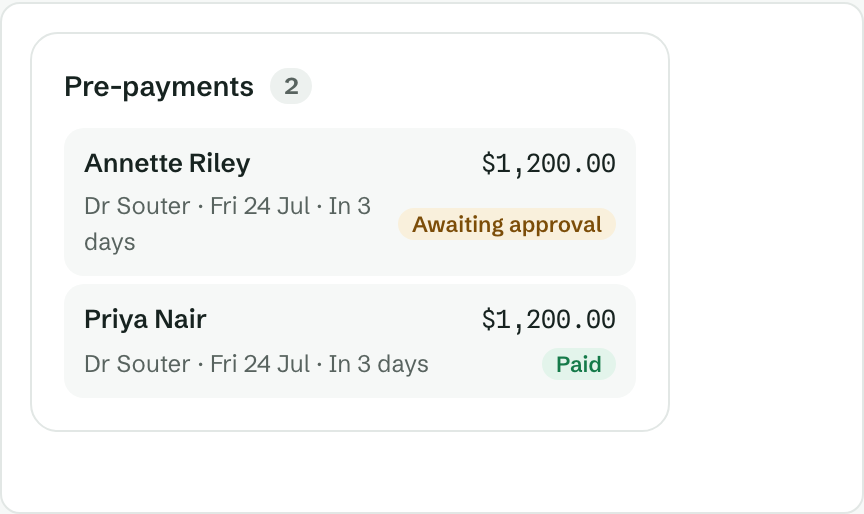 Pre-payments 2
Annette Riley $1,200.00
Dr Souter · Fri 24 Jul · In 3 days
Awaiting approval
Priya Nair $1,200.00
Dr Souter · Fri 24 Jul · In 3 days Paid